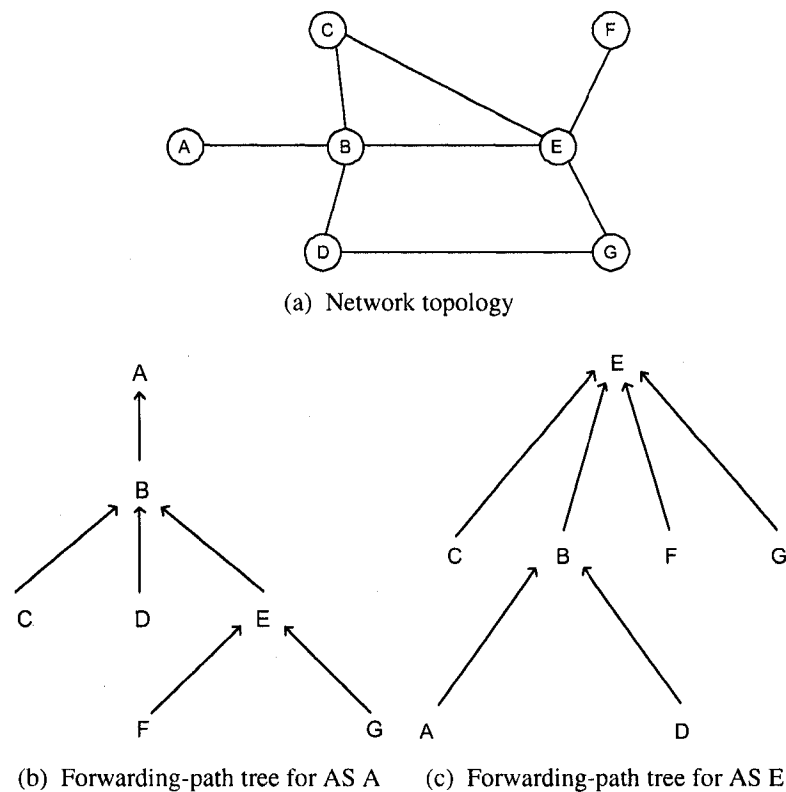 C F
A B E
D G
(a) Network topology
A
B
C D E
F G
(b) Forwarding-path tree for AS A
E
C B F G
A D
(c) Forwarding-path tree for AS E